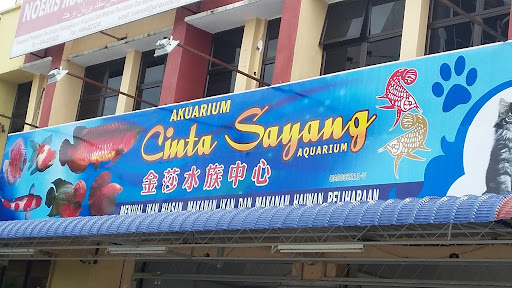 AKUARIUM
Cinta Sayang
AQUARIUM
金莎水族中心
MENJUAL IKAN HIASAN, MAKANAN IKAN DAN MAKANAN HAIWAN PELIHARAAN